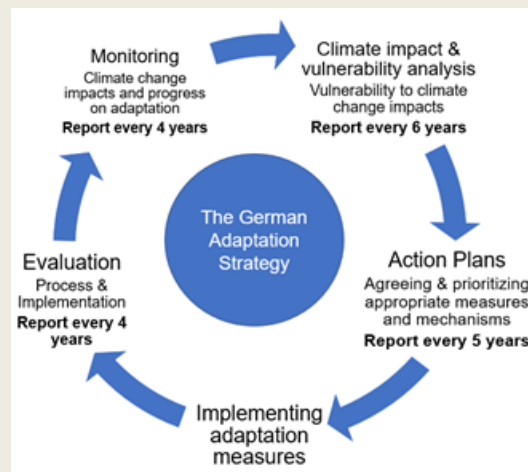 Monitoring
Climate change
impacts and progress
on adaptation
Report every 4 years
Climate impact &
vulnerability analysis
Vulnerability to climate
change impacts
Report every 6 years
The German
Adaptation
Strategy
Action Plans
Agreeing & prioritizing
appropriate measures
and mechanisms
Report every 5 years
Implementing
adaptation
measures
Evaluation
Process &
Implementation
Report every 4
years